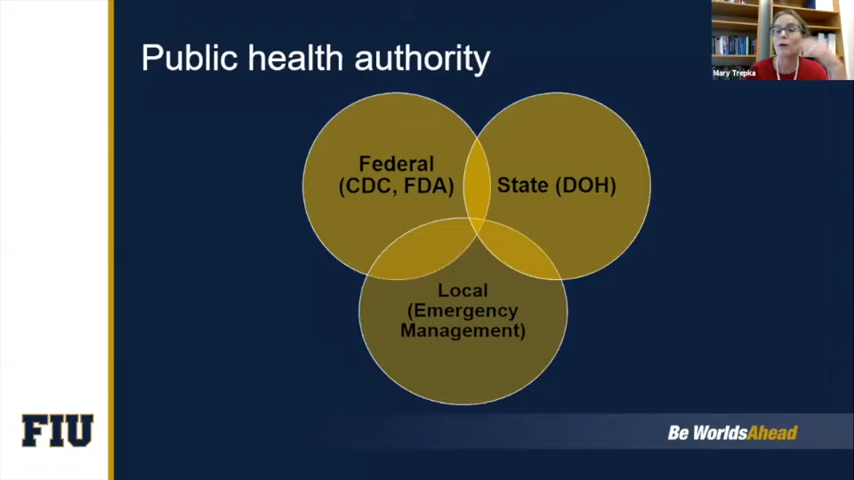 Public health authority
Mary Trepka
Federal
(CDC, FDA)
State (DOH)
Local
(Emergency
Management)
FIU
Be WorldsAhead